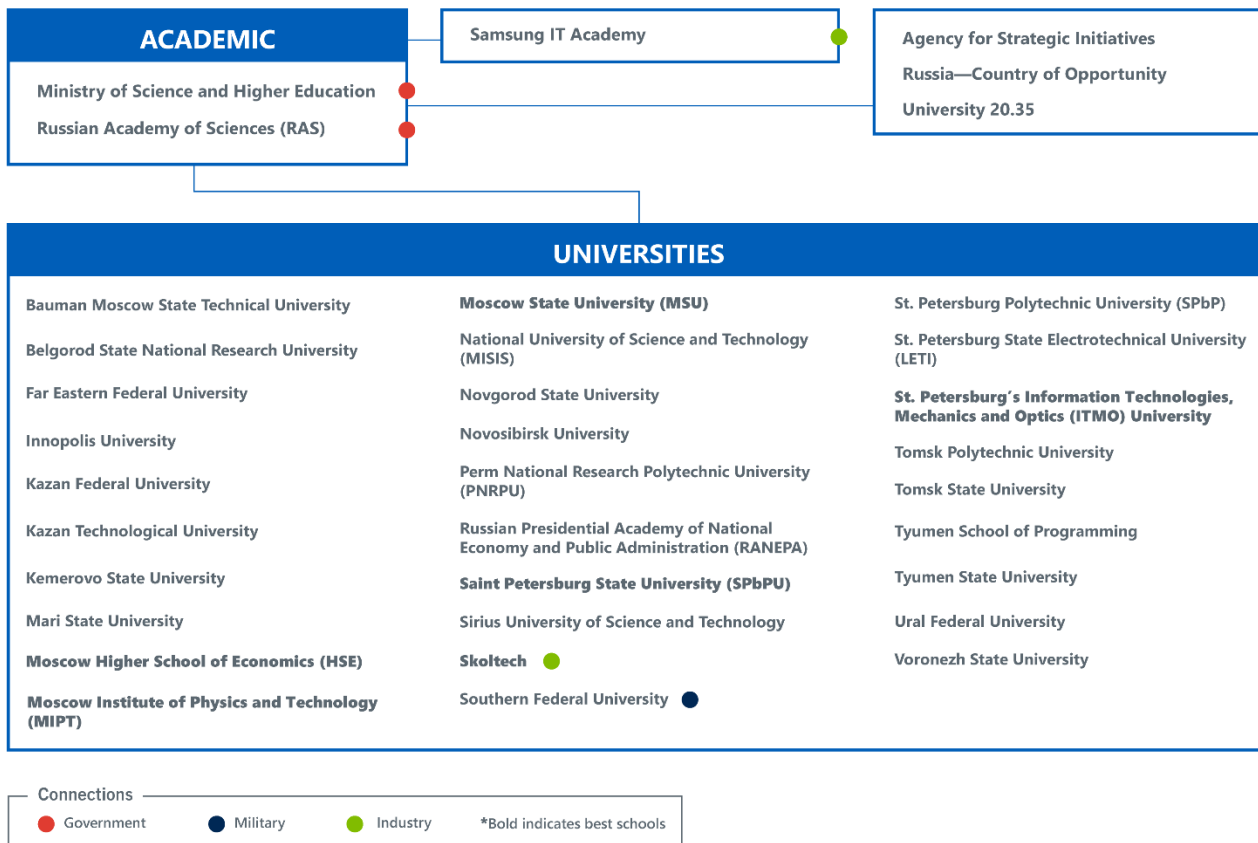 ACADEMIC
Ministry of Science and Higher Education
Russian Academy of Sciences (RAS)
Samsung IT Academy
Agency for Strategic Initiatives
Russia—Country of Opportunity
University 20.35
UNIVERSITIES
Bauman Moscow State Technical University
Belgorod State National Research University
Far Eastern Federal University
Innopolis University
Kazan Federal University
Kazan Technological University
Kemerovo State University
Mari State University
Moscow Higher School of Economics (HSE)
Moscow Institute of Physics and Technology
(MIPT)
Moscow State University (MSU)
National University of Science and Technology
(MISIS)
Novgorod State University
Novosibirsk University
Perm National Research Polytechnic University
(PNRPU)
Russian Presidential Academy of National
Economy and Public Administration (RANEPA)
Saint Petersburg State University (SPbPU)
Sirius University of Science and Technology
Skoltech
Southern Federal University
St. Petersburg Polytechnic University (SPbP)
St. Petersburg State Electrotechnical University
(LETI)
St. Petersburg´s Information Technologies,
Mechanics and Optics (ITMO) University
Tomsk Polytechnic University
Tomsk State University
Tyumen School of Programming
Tyumen State University
Ural Federal University
Voronezh State University
Connections
Government
Military
Industry
*Bold indicates best schools